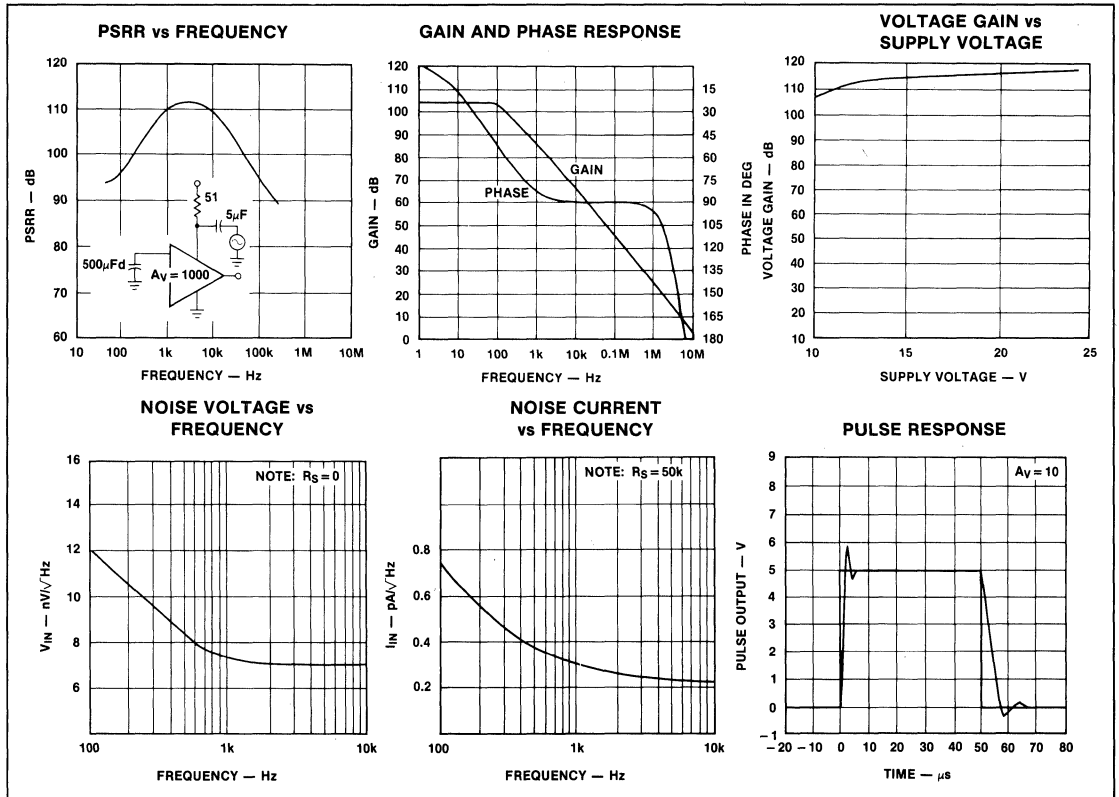 PSRR vs FREQUENCY
120
110
100
90
80
70
60
PSRR — dB
51
5μF
500μFd
AV = 1000
10 100 1k 10k 100k 1M 10M
FREQUENCY — Hz
GAIN AND PHASE RESPONSE
120
110
100
90
80
70
60
50
40
30
20
10
0
GAIN — dB
GAIN
PHASE
15
30
45
60
75
90
105
120
135
150
165
180
PHASE IN DEG
1 10 100 1k 10k 0.1M 1M 10M
FREQUENCY — Hz
VOLTAGE GAIN vs
SUPPLY VOLTAGE
120
110
100
90
80
70
60
50
40
30
20
10
VOLTAGE GAIN — dB
10 15 20 25
SUPPLY VOLTAGE — V
NOISE VOLTAGE vs
FREQUENCY
NOTE: RS = 0
16
14
12
10
8
6
VIN — nV/√Hz
100 1k 10k
FREQUENCY — Hz
NOISE CURRENT
vs FREQUENCY
NOTE: RS = 50k
0.8
0.6
0.4
0.2
IIN — pA/√Hz
100 1k 10k
FREQUENCY — Hz
PULSE RESPONSE
AV = 10
9
8
7
6
5
4
3
2
1
0
−1
PULSE OUTPUT — V
−20 −10 0 10 20 30 40 50 60 70 80
TIME — μs